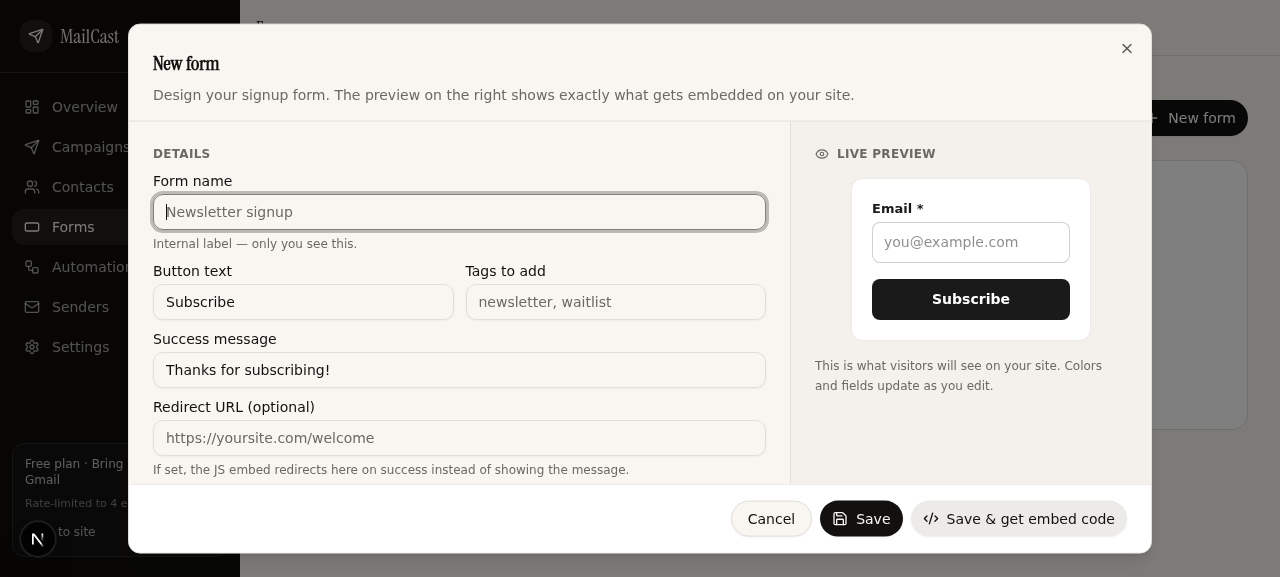 MailCast
Overview
Campaigns
Contacts
Forms
Automation
Senders
Settings
Free plan · Bring
Gmail
Rate-limited to 4 e
to site
New form
New form
Design your signup form. The preview on the right shows exactly what gets embedded on your site.
DETAILS
Form name
Newsletter signup
Internal label — only you see this.
Button text
Tags to add
Subscribe
newsletter, waitlist
Success message
Thanks for subscribing!
Redirect URL (optional)
https://yoursite.com/welcome
If set, the JS embed redirects here on success instead of showing the message.
LIVE PREVIEW
Email *
you@example.com
Subscribe
This is what visitors will see on your site. Colors
and fields update as you edit.
Cancel
Save
Save & get embed code